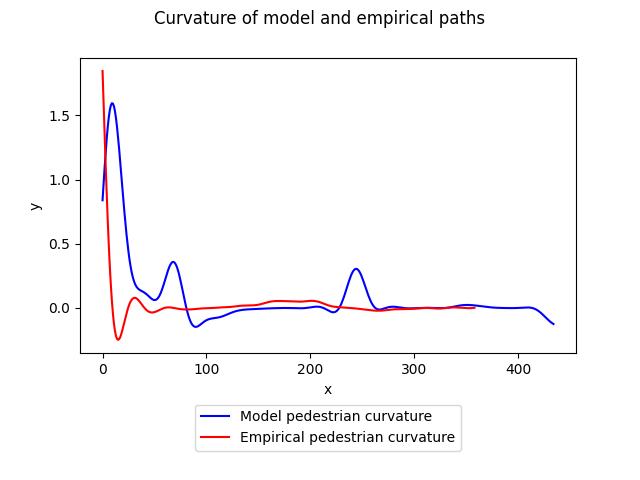 Curvature of model and empirical paths
1.5
1.0
0.5
0.0
y
0 100 200 300 400
x
Model pedestrian curvature
Empirical pedestrian curvature